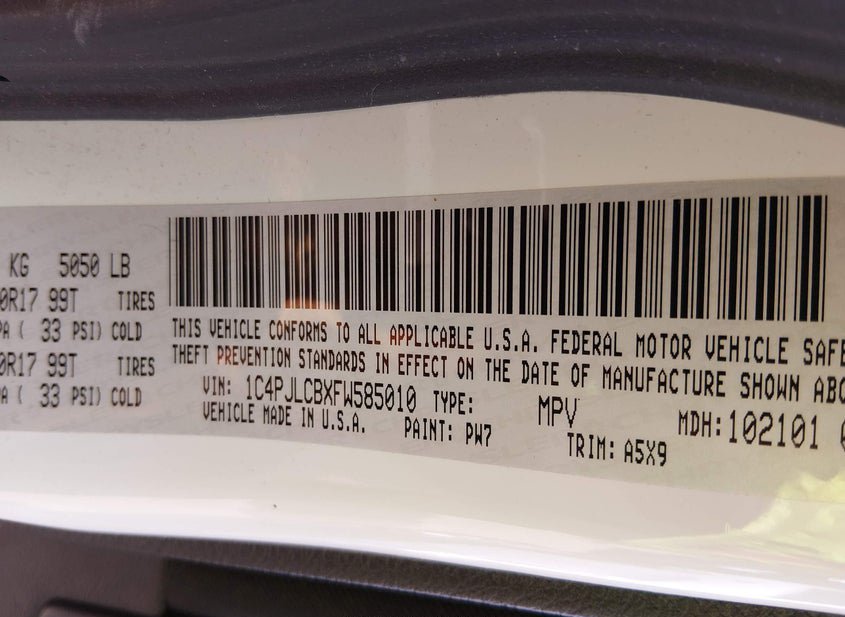 KG 5050 LB
0R17 99T TIRES
PA ( 33 PSI) COLD
0R17 99T TIRES
PA ( 33 PSI) COLD
THIS VEHICLE CONFORMS TO ALL APPLICABLE U.S.A. FEDERAL MOTOR VEHICLE SAFE
THEFT PREVENTION STANDARDS IN EFFECT ON THE DATE OF MANUFACTURE SHOWN ABO
VIN: 1C4PJLCBXFW585010 TYPE: MPV MDH: 102101
VEHICLE MADE IN U.S.A. PAINT: PW7 TRIM: A5X9